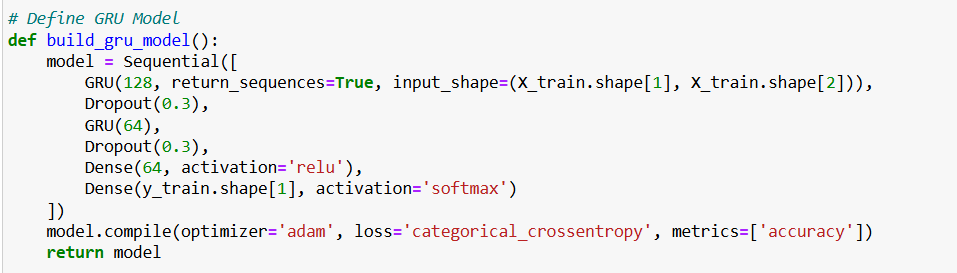 # Define GRU Model
def build_gru_model():
    model = Sequential([
        GRU(128, return_sequences=True, input_shape=(X_train.shape[1], X_train.shape[2])),
        Dropout(0.3),
        GRU(64),
        Dropout(0.3),
        Dense(64, activation='relu'),
        Dense(y_train.shape[1], activation='softmax')
    ])
    model.compile(optimizer='adam', loss='categorical_crossentropy', metrics=['accuracy'])
    return model